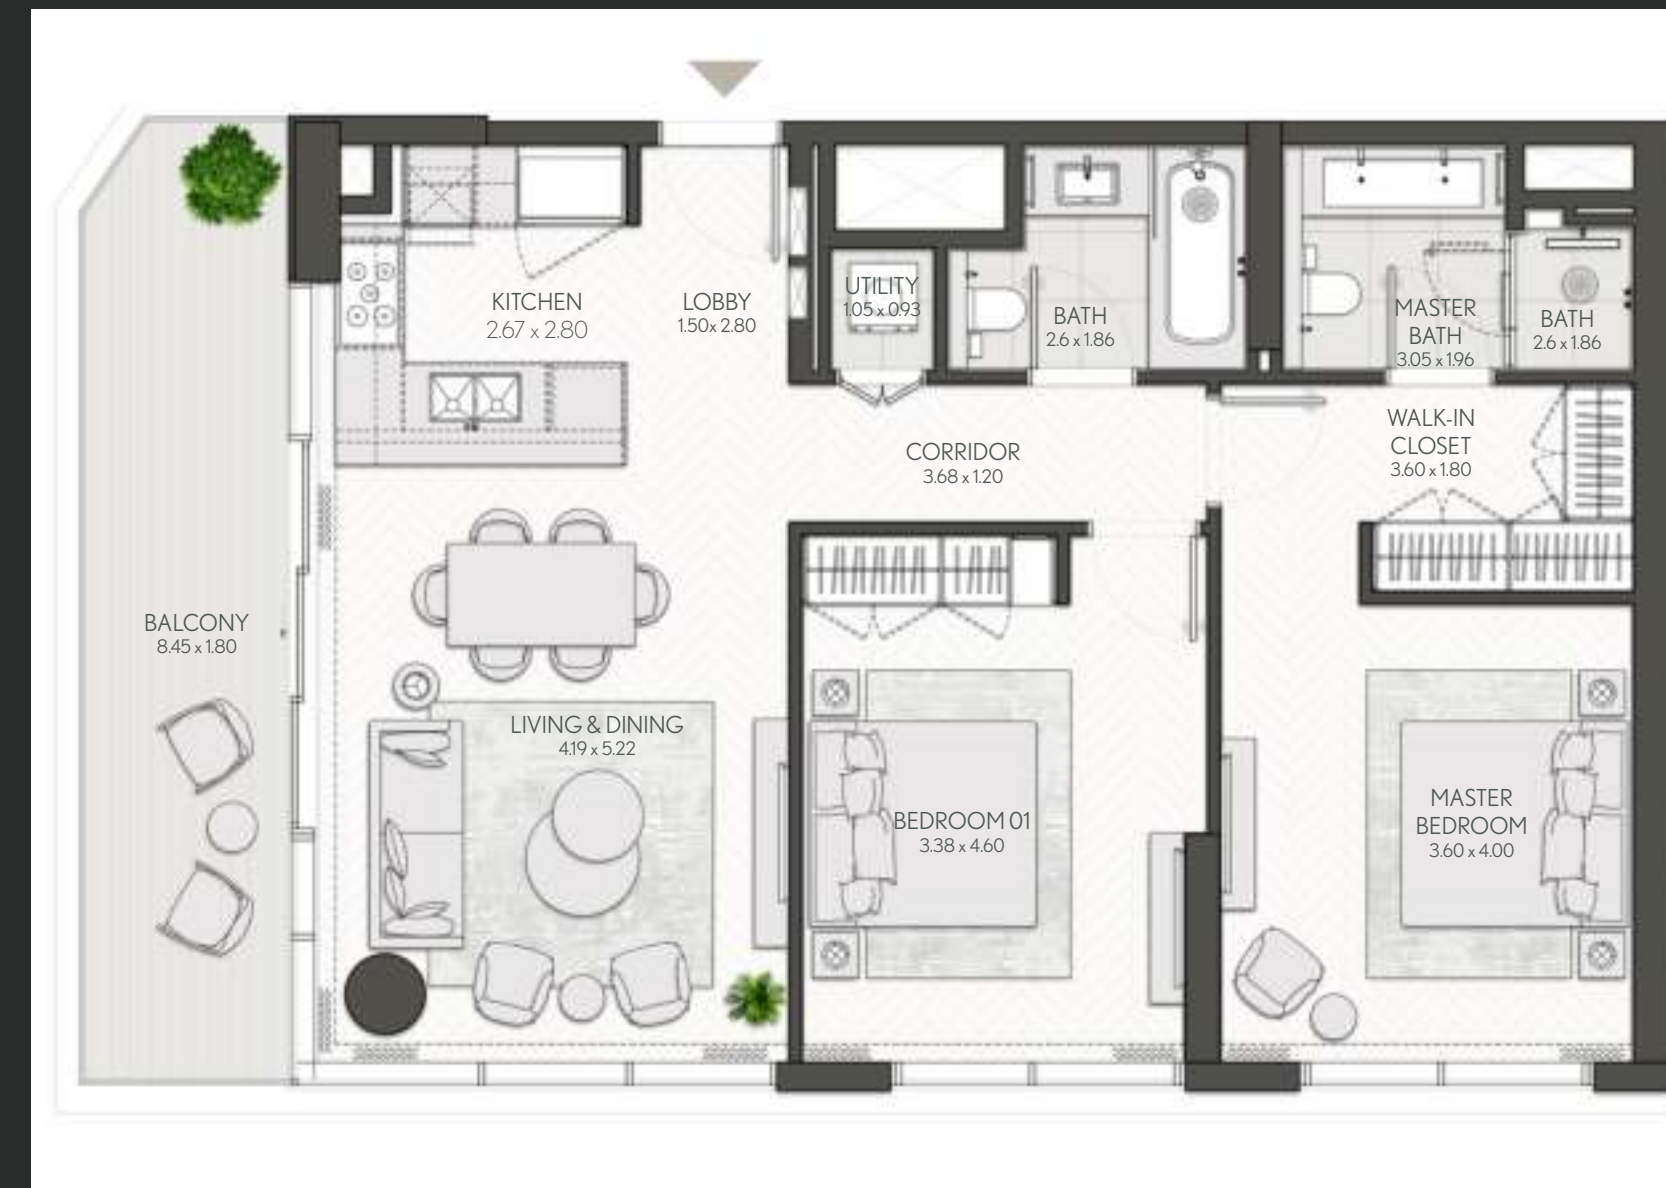 KITCHEN
2.67 x 2.80
LOBBY
1.50x 2.80
UTILITY
1.05 x 0.93
BATH
2.6 x 1.86
MASTER
BATH
3.05 x 1.96
BATH
2.6 x 1.86
CORRIDOR
3.68 x 1.20
WALK-IN
CLOSET
3.60 x 1.80
BALCONY
8.45 x 1.80
LIVING & DINING
4.19 x 5.22
BEDROOM 01
3.38 x 4.60
MASTER
BEDROOM
3.60 x 4.00